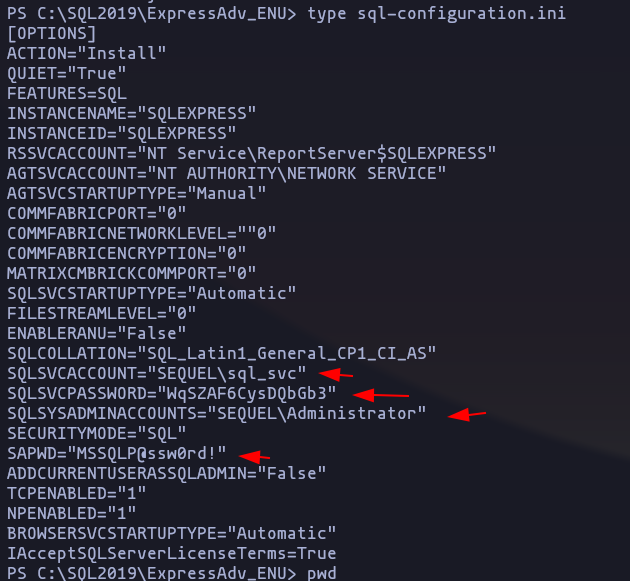 PS C:\SQL2019\ExpressAdv_ENU> type sql-configuration.ini
[OPTIONS]
ACTION="Install"
QUIET="True"
FEATURES=SQL
INSTANCENAME="SQLEXPRESS"
INSTANCEID="SQLEXPRESS"
RSSVCACCOUNT="NT Service\ReportServer$SQLEXPRESS"
AGTSVCACCOUNT="NT AUTHORITY\NETWORK SERVICE"
AGTSVCSTARTUPTYPE="Manual"
COMMFABRICPORT="0"
COMMFABRICNETWORKLEVEL=""0"
COMMFABRICENCRYPTION="0"
MATRIXCMBRICKCOMMPORT="0"
SQLSVCSTARTUPTYPE="Automatic"
FILESTREAMLEVEL="0"
ENABLERANU="False"
SQLCOLLATION="SQL_Latin1_General_CP1_CI_AS"
SQLSVCACCOUNT="SEQUEL\sql_svc"
SQLSVCPASSWORD="WqSZAF6CysDQbGb3"
SQLSYSADMINACCOUNTS="SEQUEL\Administrator"
SECURITYMODE="SQL"
SAPWD="MSSQLP@ssw0rd!"
ADDCURRENTUSERASSQLADMIN="False"
TCPENABLED="1"
NPENABLED="1"
BROWSERSVCSTARTUPTYPE="Automatic"
IAcceptSQLServerLicenseTerms=True
PS C:\SQL2019\ExpressAdv_ENU> pwd